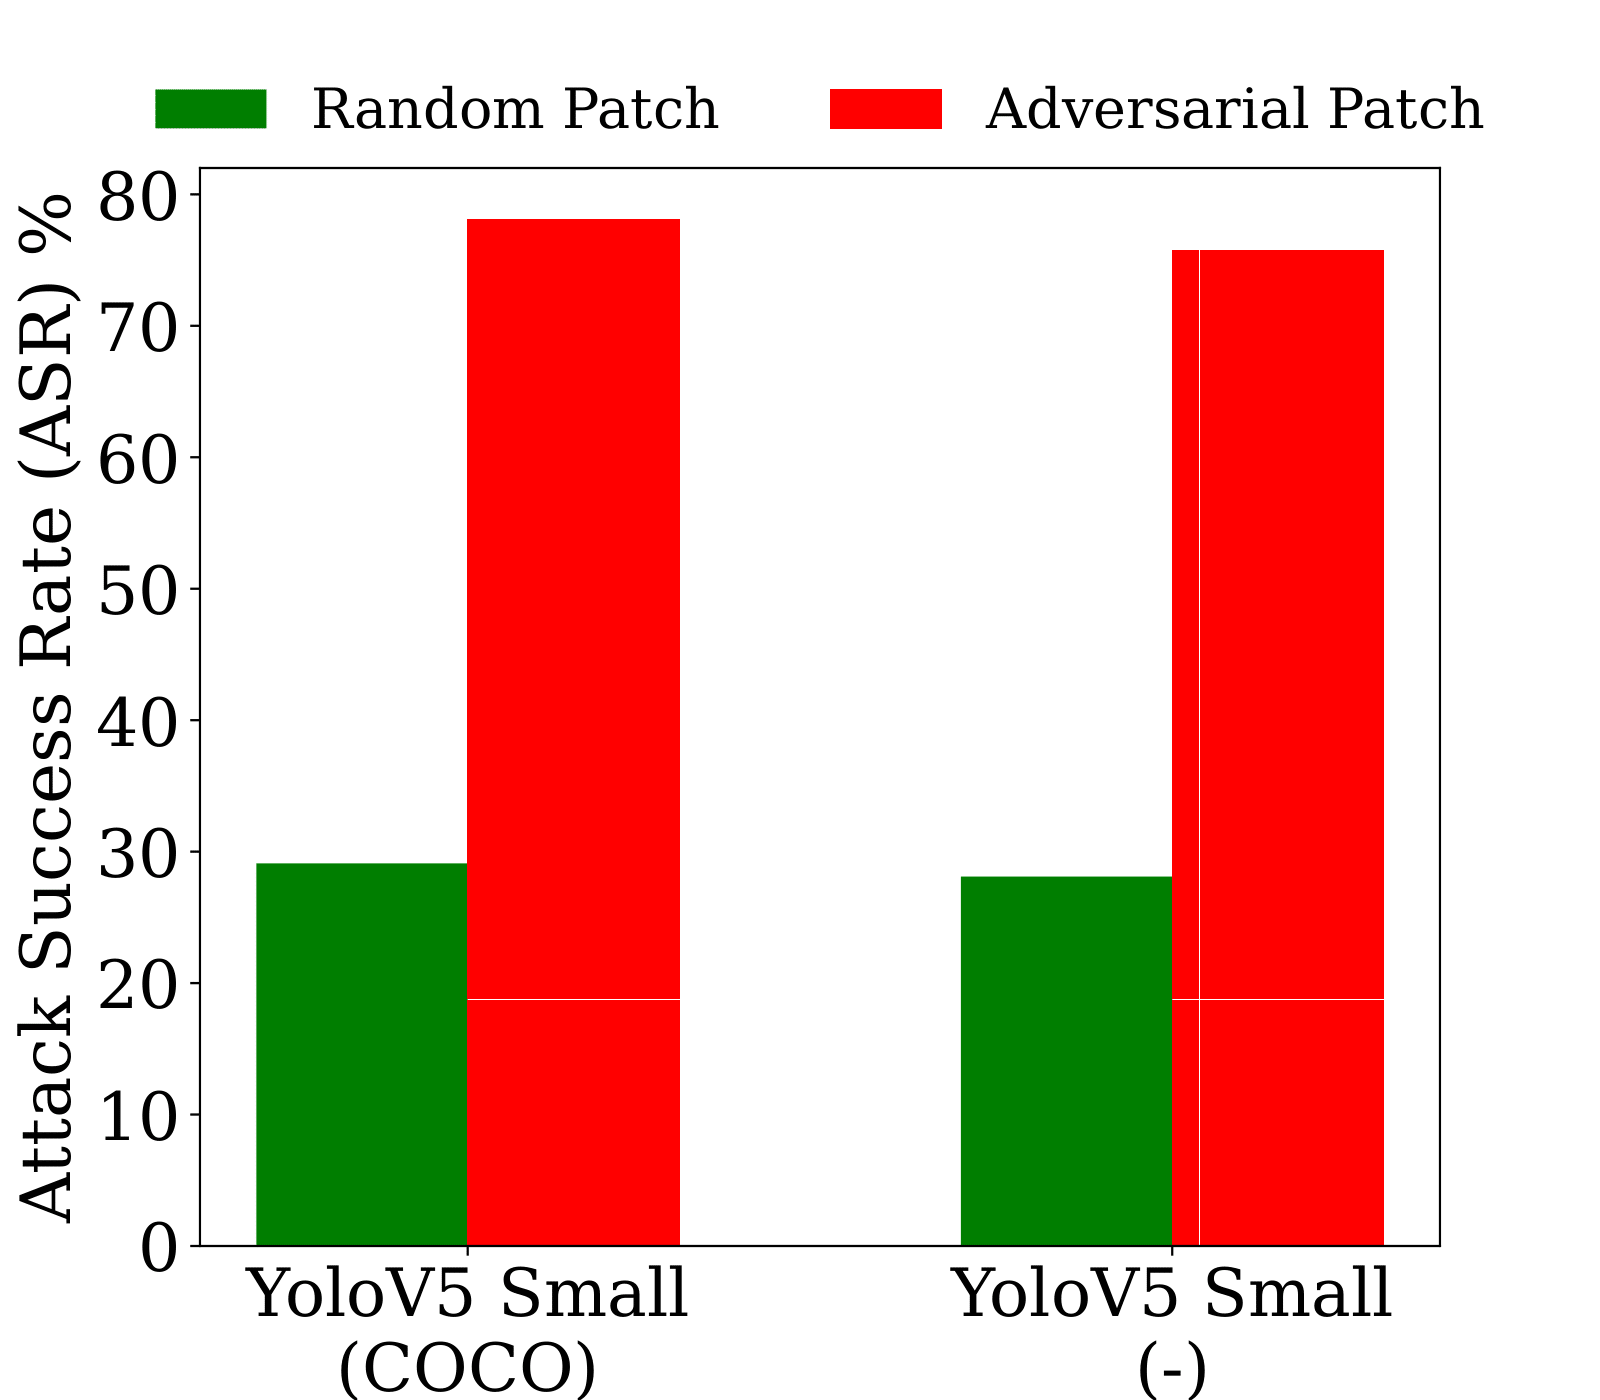 Random Patch
Adversarial Patch
Attack Success Rate (ASR) %
80
70
60
50
40
30
20
10
0
YoloV5 Small
(COCO)
YoloV5 Small
(-)